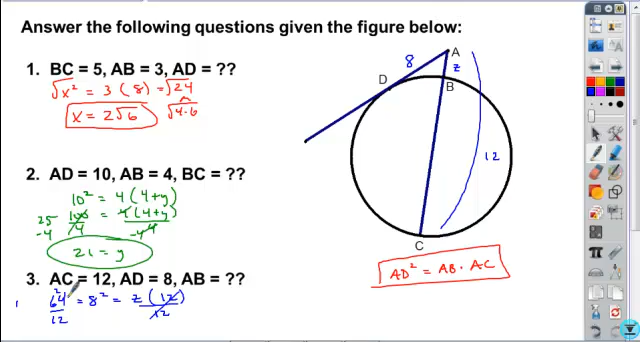 Answer the following questions given the figure below:
1. BC = 5, AB = 3, AD = ??
√x² = 3 (8) = √24
√4·6
x = 2√6
2. AD = 10, AB = 4, BC = ??
10² = 4 (4+y)
25 100/4 = 4(4+y)/4
-4 -4
21 = y
3. AC = 12, AD = 8, AB = ??
64/12 = 8² = z (12)/12
A
8
z
D
B
12
C
AD² = AB · AC